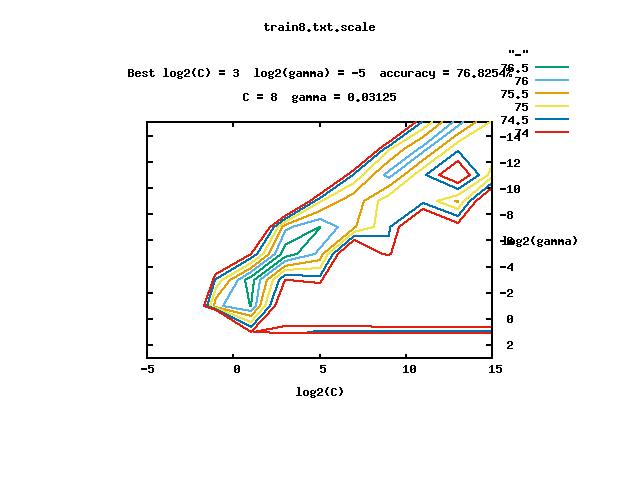 train8.txt.scale
"-"
Best log2(C) = 3  log2(gamma) = -5  accuracy = 76.8254%
76.5
76
C = 8  gamma = 0.03125
75.5
75
74.5
74
-14
-12
-10
-8
-6
log2(gamma)
-4
-2
0
2
-5 0 5 10 15
log2(C)